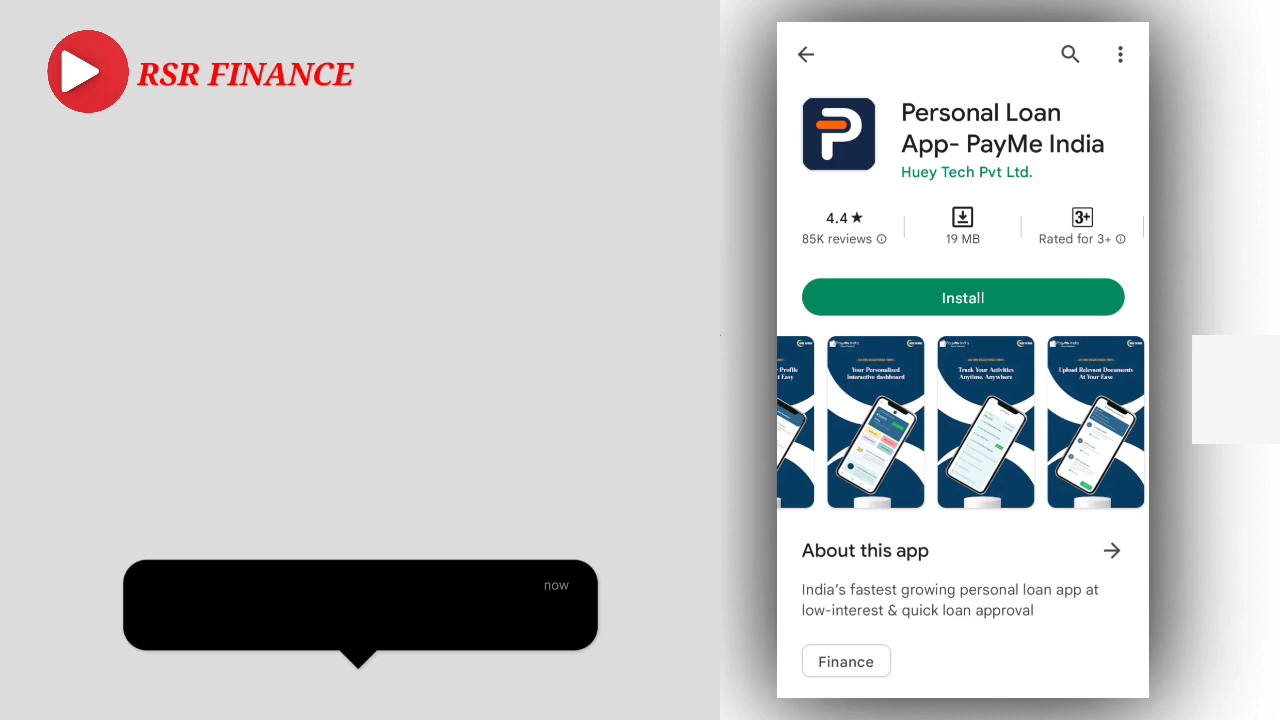 RSR FINANCE
now
Personal Loan
App- PayMe India
Huey Tech Pvt Ltd.
4.4★
85K reviews
19 MB
3+
Rated for 3+
Install
Your Personalized
Interactive dashboard
Track Your Activities
Anytime, Anywhere
Upload Relevant Documents
At Your Ease
About this app
India's fastest growing personal loan app at
low-interest & quick loan approval
Finance